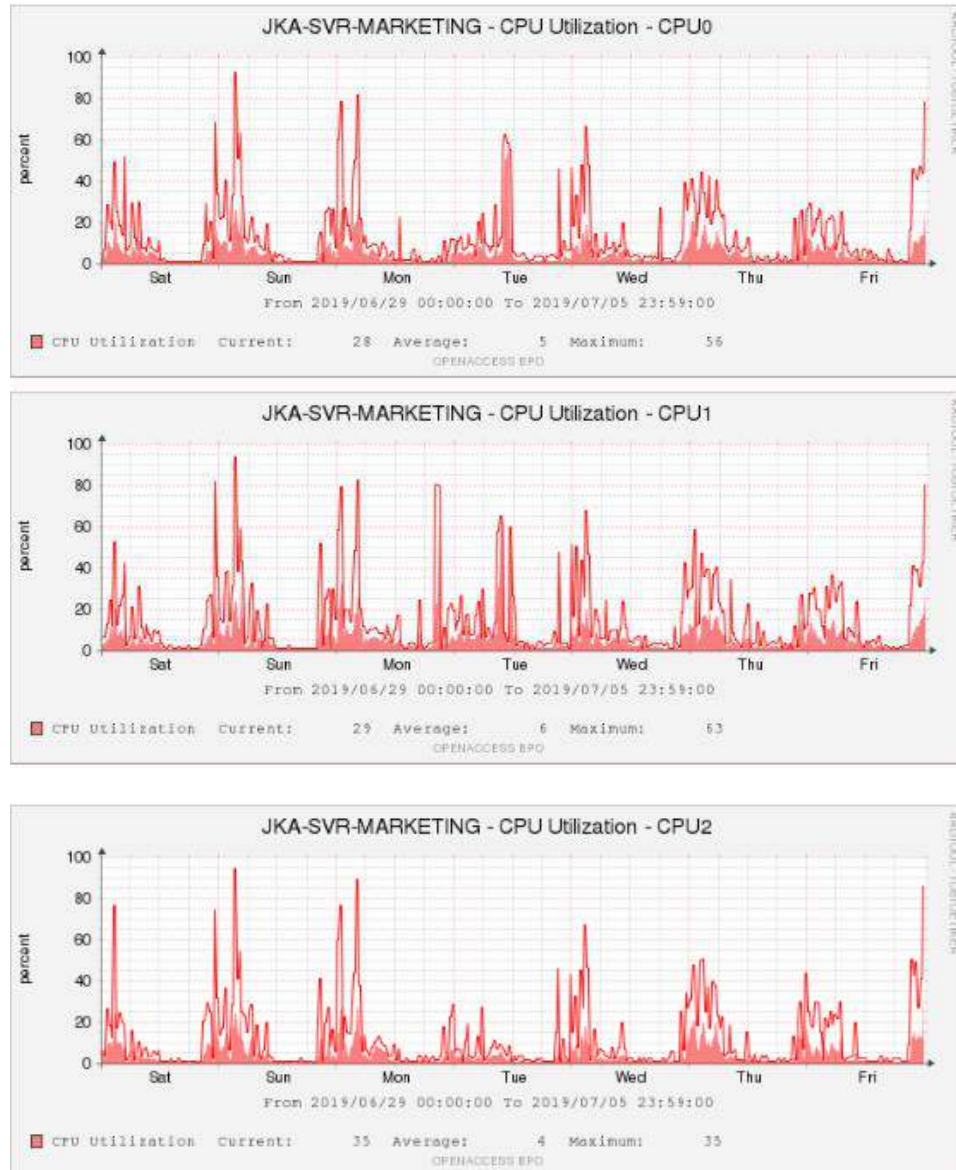 JKA-SVR-MARKETING - CPU Utilization - CPU0
percent
100
80
60
40
20
0
Sat Sun Mon Tue Wed Thu Fri
From 2019/06/29 00:00:00 To 2019/07/05 23:59:00
CPU Utilization Current: 28 Average: 5 Maximum: 56
OPENACCESS BPO
JKA-SVR-MARKETING - CPU Utilization - CPU1
percent
100
80
60
40
20
0
Sat Sun Mon Tue Wed Thu Fri
From 2019/06/29 00:00:00 To 2019/07/05 23:59:00
CPU Utilization Current: 29 Average: 6 Maximum: 63
OPENACCESS BPO
JKA-SVR-MARKETING - CPU Utilization - CPU2
percent
100
80
60
40
20
0
Sat Sun Mon Tue Wed Thu Fri
From 2019/06/29 00:00:00 To 2019/07/05 23:59:00
CPU Utilization Current: 35 Average: 4 Maximum: 35
OPENACCESS BPO